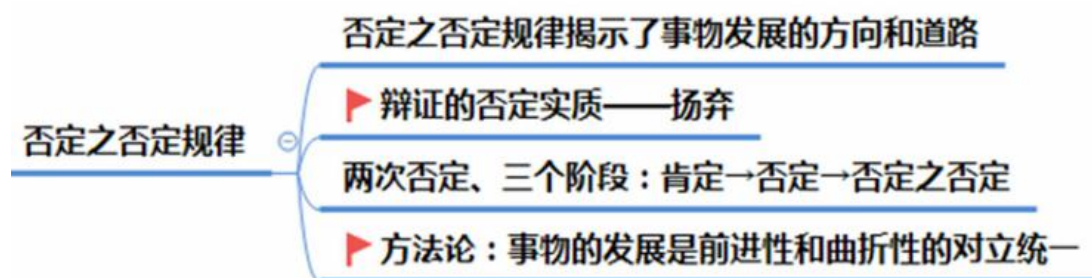 否定之否定规律揭示了事物发展的方向和道路
辩证的否定实质——扬弃
否定之否定规律
两次否定、三个阶段：肯定→否定→否定之否定
方法论：事物的发展是前进性和曲折性的对立统一